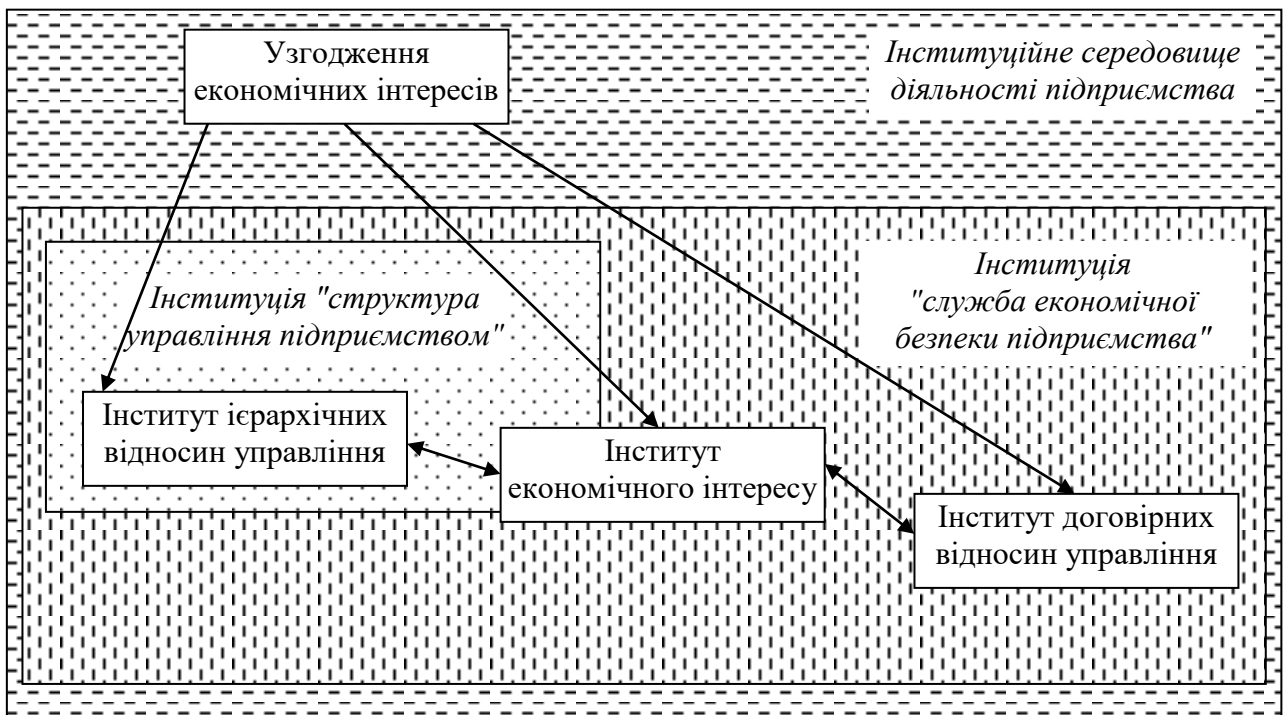 Узгодження
економічних інтересів
Інституційне середовище
діяльності підприємства
Інституція "структура
управління підприємством"
Інституція
"служба економічної
безпеки підприємства"
Інститут ієрархічних
відносин управління
Інститут
економічного інтересу
Інститут договірних
відносин управління